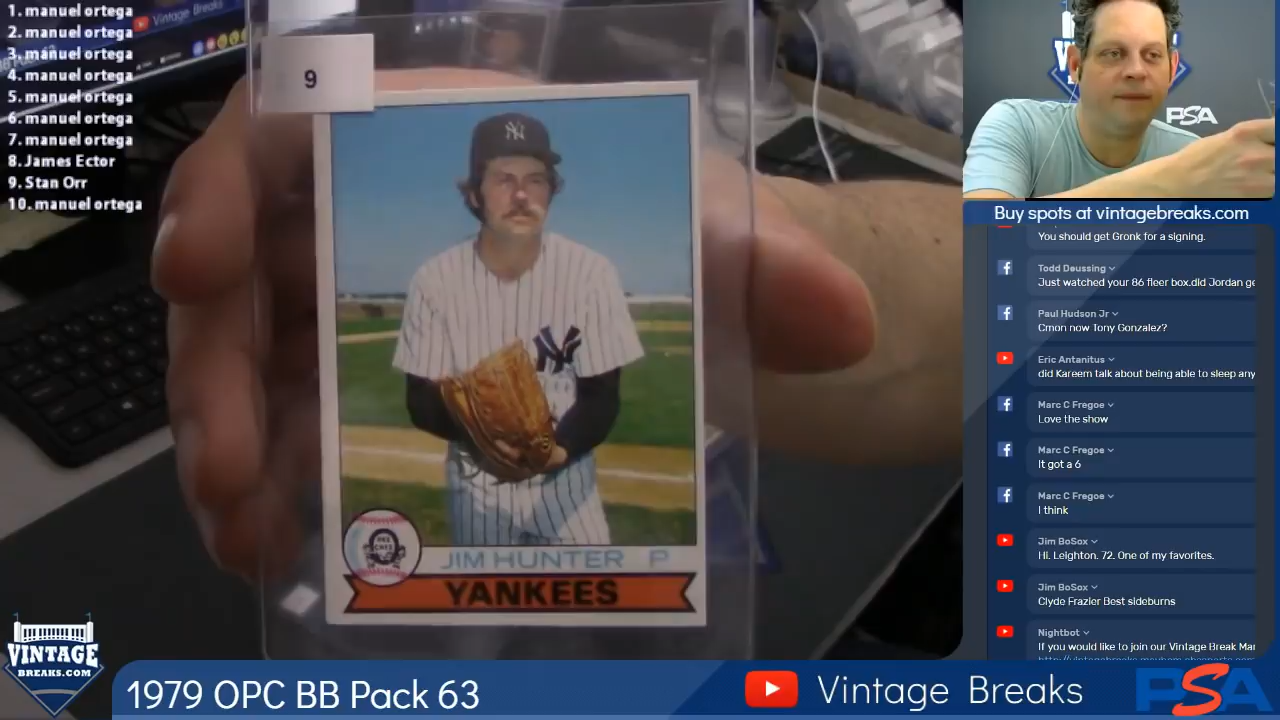 1. manuel ortega
2. manuel ortega
3. manuel ortega
4. manuel ortega
5. manuel ortega
6. manuel ortega
7. manuel ortega
8. James Ector
9. Stan Orr
10. manuel ortega
Vintage Breaks
9
NY
NY
JIM HUNTER P
YANKEES
PSA
Buy spots at vintagebreaks.com
You should get Gronk for a signing.
Todd Deussing
Just watched your 86 fleer box.did Jordan ge
Paul Hudson Jr
Cmon now Tony Gonzalez?
Eric Antanitus
did Kareem talk about being able to sleep any
Marc C Fregoe
Love the show
Marc C Fregoe
It got a 6
Marc C Fregoe
I think
Jim BoSox
Hi. Leighton. 72. One of my favorites.
Jim BoSox
Clyde Frazier Best sideburns
Nightbot
If you would like to join our Vintage Break Mar
VINTAGE
BREAKS.COM
1979 OPC BB Pack 63
Vintage Breaks
PSA